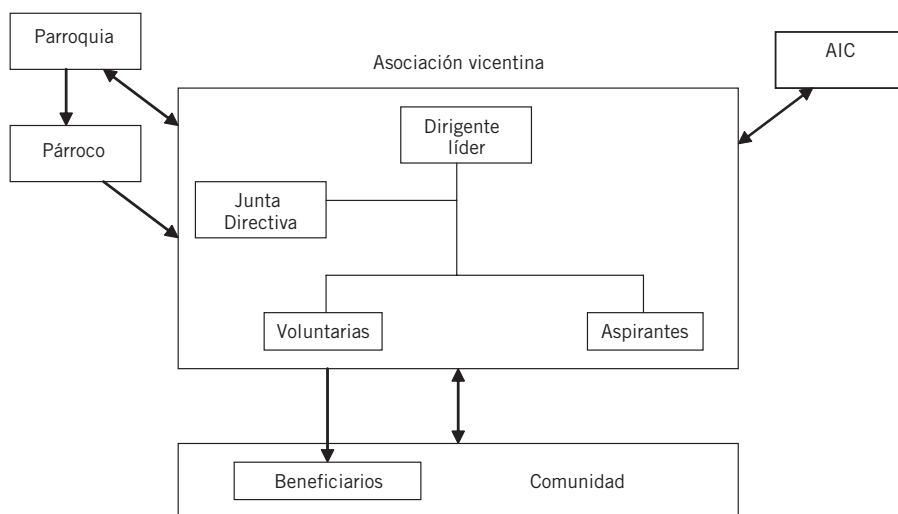 Parroquia
Asociación vicentina
AIC
Dirigente
líder
Párroco
Junta
Directiva
Voluntarias
Aspirantes
Beneficiarios
Comunidad